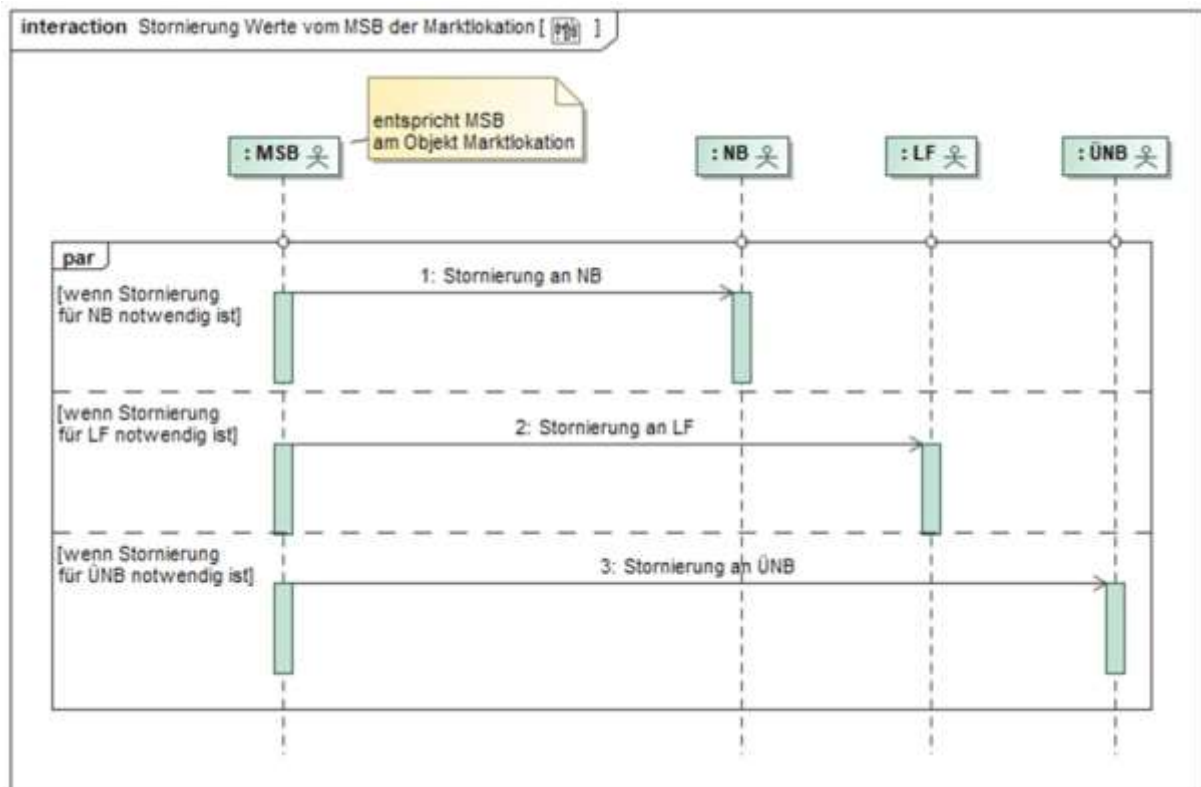 interaction Stornierung Werte vom MSB der Marktlokation [ ]
entspricht MSB
am Objekt Marktlokation
: MSB
: NB
: LF
: ÜNB
par
1: Stornierung an NB
[wenn Stornierung
für NB notwendig ist]
[wenn Stornierung
für LF notwendig ist]
2: Stornierung an LF
[wenn Stornierung
für ÜNB notwendig ist]
3: Stornierung an ÜNB